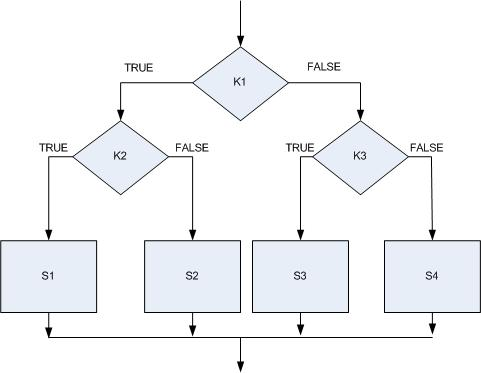 TRUE
FALSE
K1
TRUE
K2
FALSE
TRUE
K3
FALSE
S1
S2
S3
S4